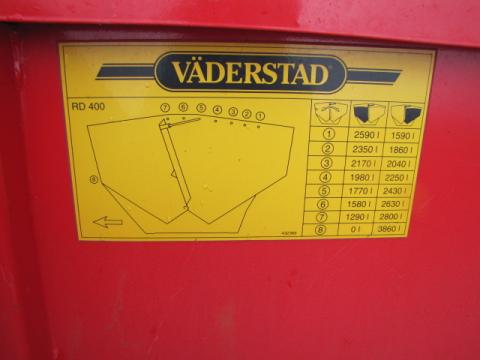 VÄDERSTAD
RD 400
7 6 5 4 3 2 1
8
1 2590 l 1590 l
2 2350 l 1860 l
3 2170 l 2040 l
4 1980 l 2250 l
5 1770 l 2430 l
6 1580 l 2630 l
7 1290 l 2800 l
8 0 l 3860 l